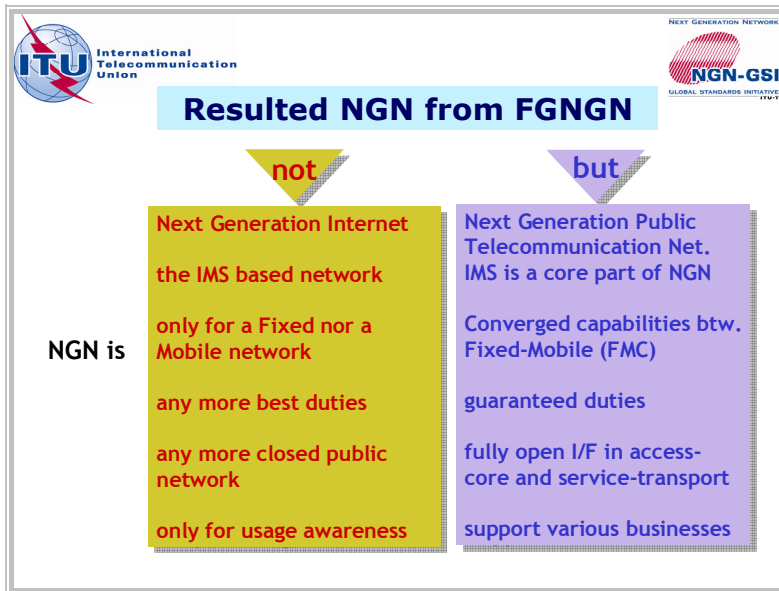 ITU
International
Telecommunication
Union
NEXT GENERATION NETWORK
NGN-GSI
GLOBAL STANDARDS INITIATIVE
ITU-T
Resulted NGN from FGNGN
not
but
NGN is
Next Generation Internet
the IMS based network
only for a Fixed nor a
Mobile network
any more best duties
any more closed public
network
only for usage awareness
Next Generation Public
Telecommunication Net.
IMS is a core part of NGN
Converged capabilities btw.
Fixed-Mobile (FMC)
guaranteed duties
fully open I/F in access-
core and service-transport
support various businesses